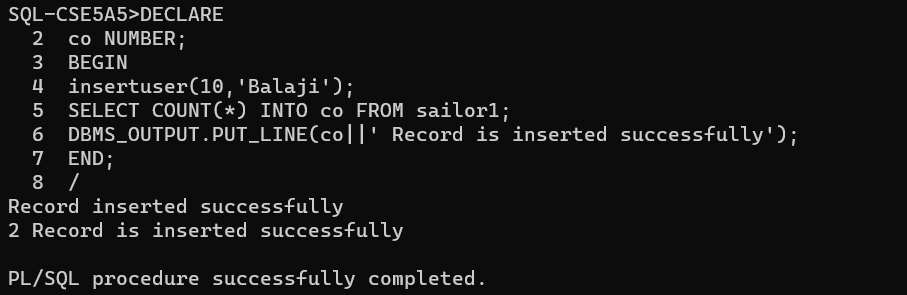 SQL-CSE5A5>DECLARE
  2  co NUMBER;
  3  BEGIN
  4  insertuser(10,'Balaji');
  5  SELECT COUNT(*) INTO co FROM sailor1;
  6  DBMS_OUTPUT.PUT_LINE(co||' Record is inserted successfully');
  7  END;
  8  /
Record inserted successfully
2 Record is inserted successfully

PL/SQL procedure successfully completed.